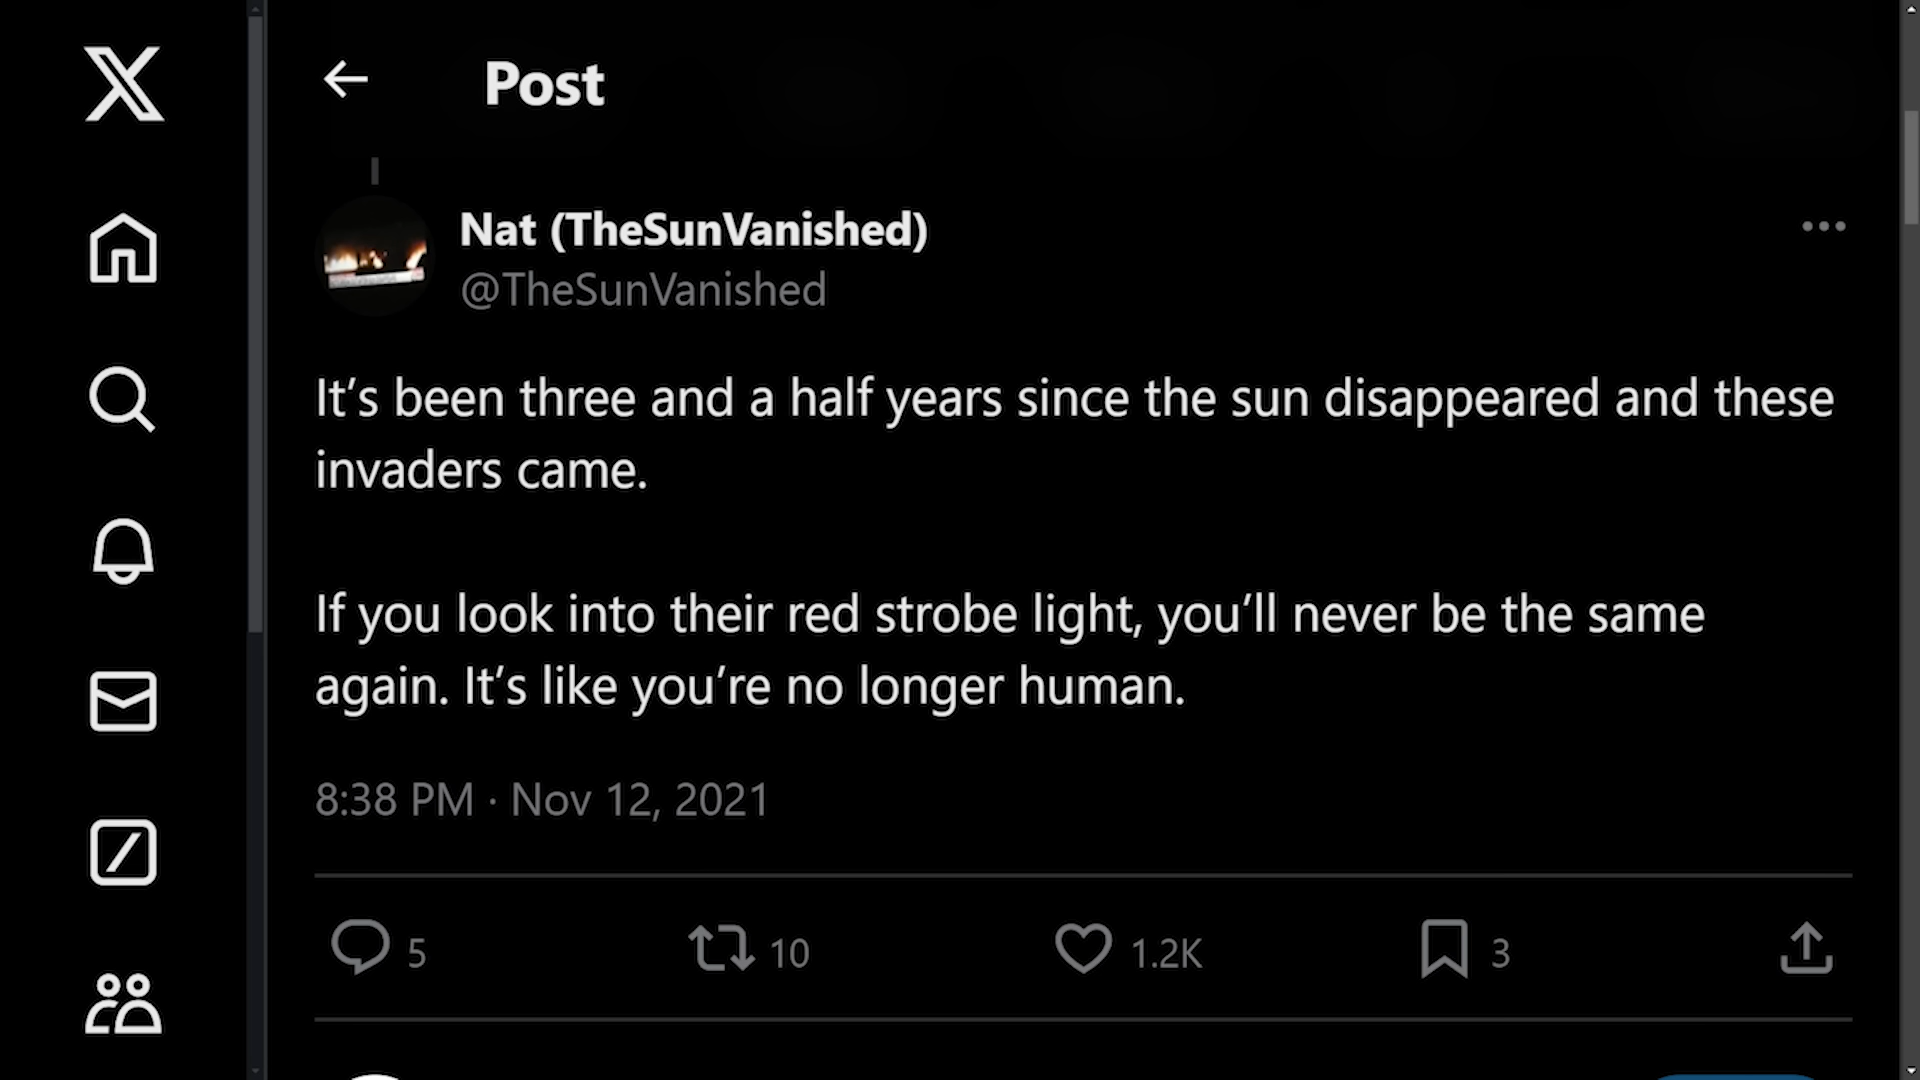 Post
Nat (TheSunVanished)
@TheSunVanished
It’s been three and a half years since the sun disappeared and these
invaders came.
If you look into their red strobe light, you’ll never be the same
again. It’s like you’re no longer human.
8:38 PM · Nov 12, 2021
5 10 1.2K 3